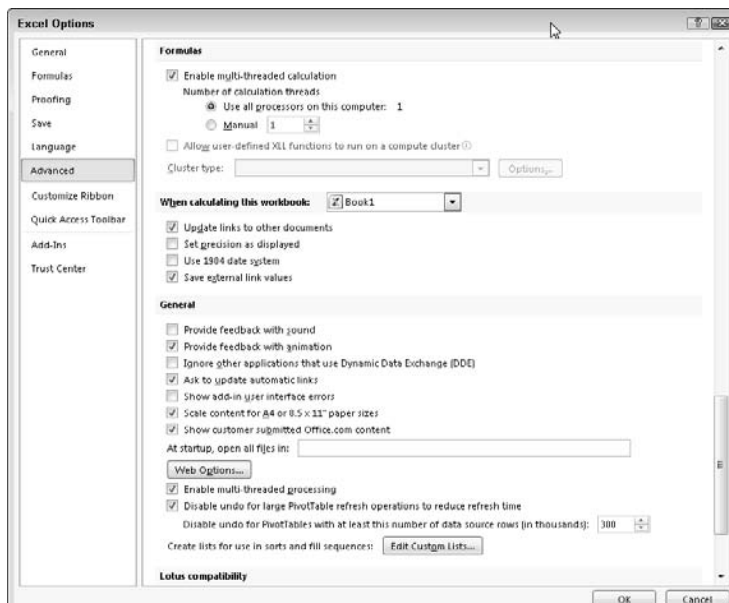 Excel Options
General
Formulas
Proofing
Save
Language
Advanced
Customize Ribbon
Quick Access Toolbar
Add-Ins
Trust Center
Formulas
Enable multi-threaded calculation
Number of calculation threads
Use all processors on this computer: 1
Manual 1
Allow user-defined XLL functions to run on a compute cluster
Cluster type: Options...
When calculating this workbook: Book1
Update links to other documents
Set precision as displayed
Use 1904 date system
Save external link values
General
Provide feedback with sound
Provide feedback with animation
Ignore other applications that use Dynamic Data Exchange (DDE)
Ask to update automatic links
Show add-in user interface errors
Scale content for A4 or 8.5 x 11" paper sizes
Show customer submitted Office.com content
At startup, open all files in:
Web Options...
Enable multi-threaded processing
Disable undo for large PivotTable refresh operations to reduce refresh time
Disable undo for PivotTables with at least this number of data source rows (in thousands): 300
Create lists for use in sorts and fill sequences: Edit Custom Lists...
Lotus compatibility
OK Cancel